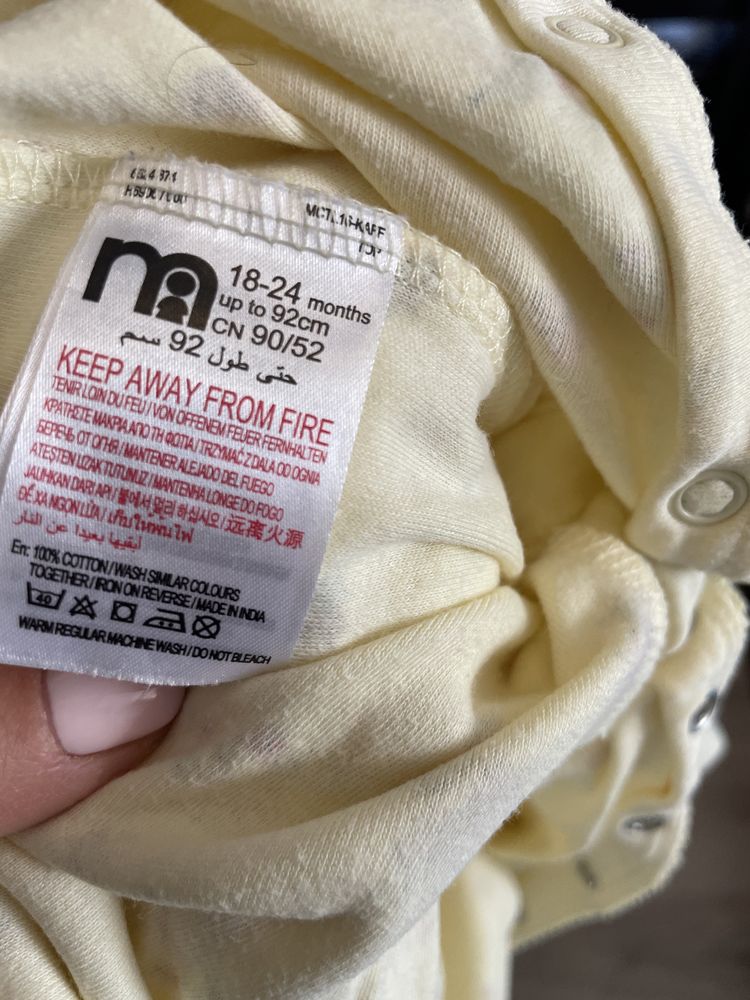 m
18-24 months
up to 92cm
CN 90/52
حتى طول 92 سم
KEEP AWAY FROM FIRE
TENIR LOIN DU FEU / VON OFFENEM FEUER FERNHALTEN
ΚΡΑΤΗΣΤΕ ΜΑΚΡΙΑ ΑΠΟ ΤΗ ΦΩΤΙΑ / TRZYMAĆ Z DALA OD OGNIA
БЕРЕЧЬ ОТ ОГНЯ / MANTENER ALEJADO DEL FUEGO
ATEŞTEN UZAK TUTUNUZ / MANTENHA LONGE DO FOGO
JAUHKAN DARI API / 불에서 멀리 하십시오 / 远离火源
ĐỂ XA NGỌN LỬA / เก็บให้พ้นไฟ
أبقيها بعيدا عن النار
En: 100% COTTON / WASH SIMILAR COLOURS
TOGETHER / IRON ON REVERSE / MADE IN INDIA
40
WARM REGULAR MACHINE WASH / DO NOT BLEACH